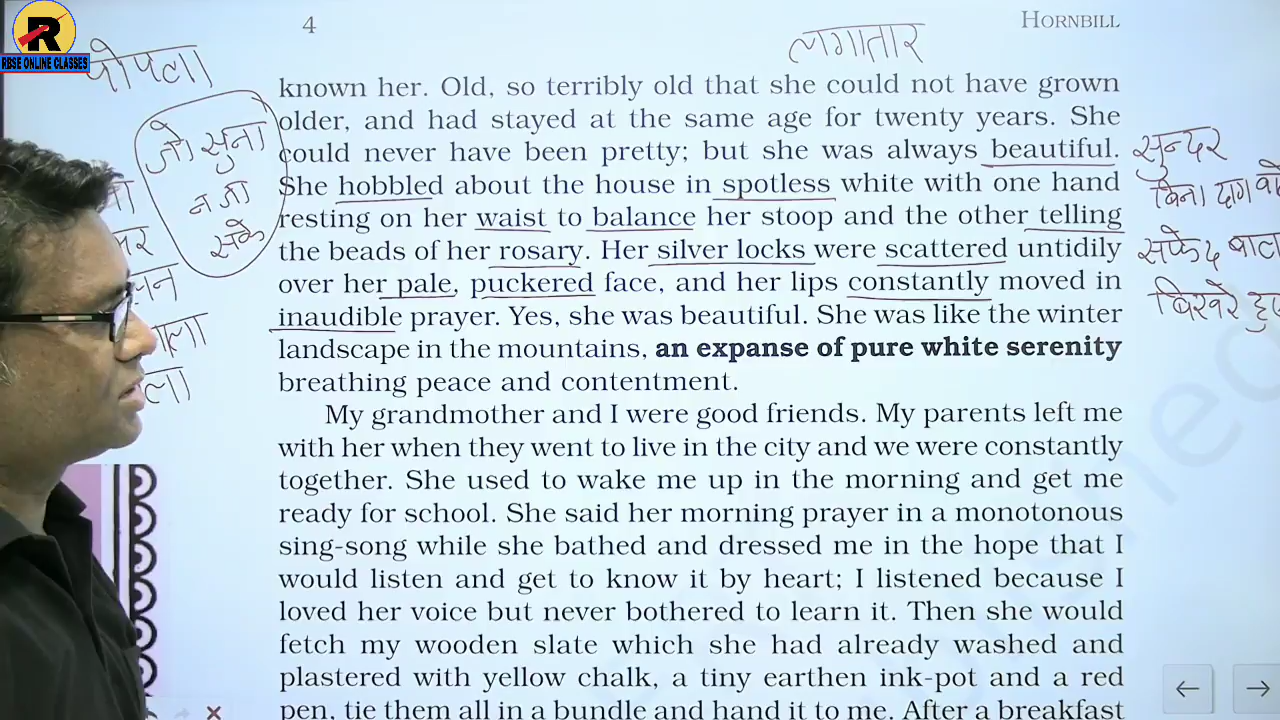 4
HORNBILL
R
RBSE ONLINE CLASSES
पोपला
लगातार
known her. Old, so terribly old that she could not have grown
older, and had stayed at the same age for twenty years. She
could never have been pretty; but she was always beautiful.
She hobbled about the house in spotless white with one hand
resting on her waist to balance her stoop and the other telling
the beads of her rosary. Her silver locks were scattered untidily
over her pale, puckered face, and her lips constantly moved in
inaudible prayer. Yes, she was beautiful. She was like the winter
landscape in the mountains, an expanse of pure white serenity
breathing peace and contentment.
My grandmother and I were good friends. My parents left me
with her when they went to live in the city and we were constantly
together. She used to wake me up in the morning and get me
ready for school. She said her morning prayer in a monotonous
sing-song while she bathed and dressed me in the hope that I
would listen and get to know it by heart; I listened because I
loved her voice but never bothered to learn it. Then she would
fetch my wooden slate which she had already washed and
plastered with yellow chalk, a tiny earthen ink-pot and a red
pen, tie them all in a bundle and hand it to me. After a breakfast
जो सुना
न जा
सके
सुन्दर
बिना दाग
सफेद बाल
बिखरे